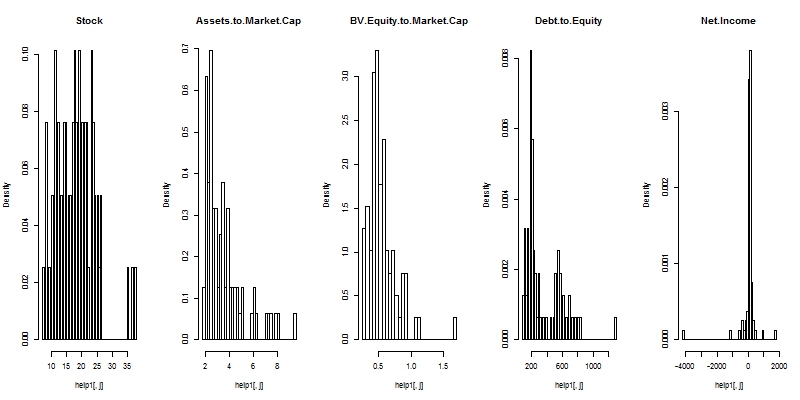 Stock
Density
0.00 0.02 0.04 0.06 0.08 0.10
10 15 20 25 30 35
help1[, j]
Assets.to.Market.Cap
Density
0.0 0.1 0.2 0.3 0.4 0.5 0.6 0.7
2 4 6 8
help1[, j]
BV.Equity.to.Market.Cap
Density
0.0 0.5 1.0 1.5 2.0 2.5 3.0
0.5 1.0 1.5
help1[, j]
Debt.to.Equity
Density
0.000 0.002 0.004 0.006 0.008
200 600 1000
help1[, j]
Net.Income
Density
0.000 0.001 0.002 0.003
-4000 -2000 0 2000
help1[, j]